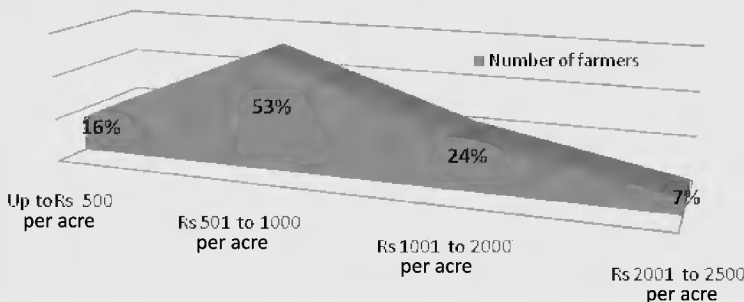 Number of farmers
53%
16%
24%
7%
Up to Rs 500
per acre
Rs 501 to 1000
per acre
Rs 1001 to 2000
per acre
Rs 2001 to 2500
per acre